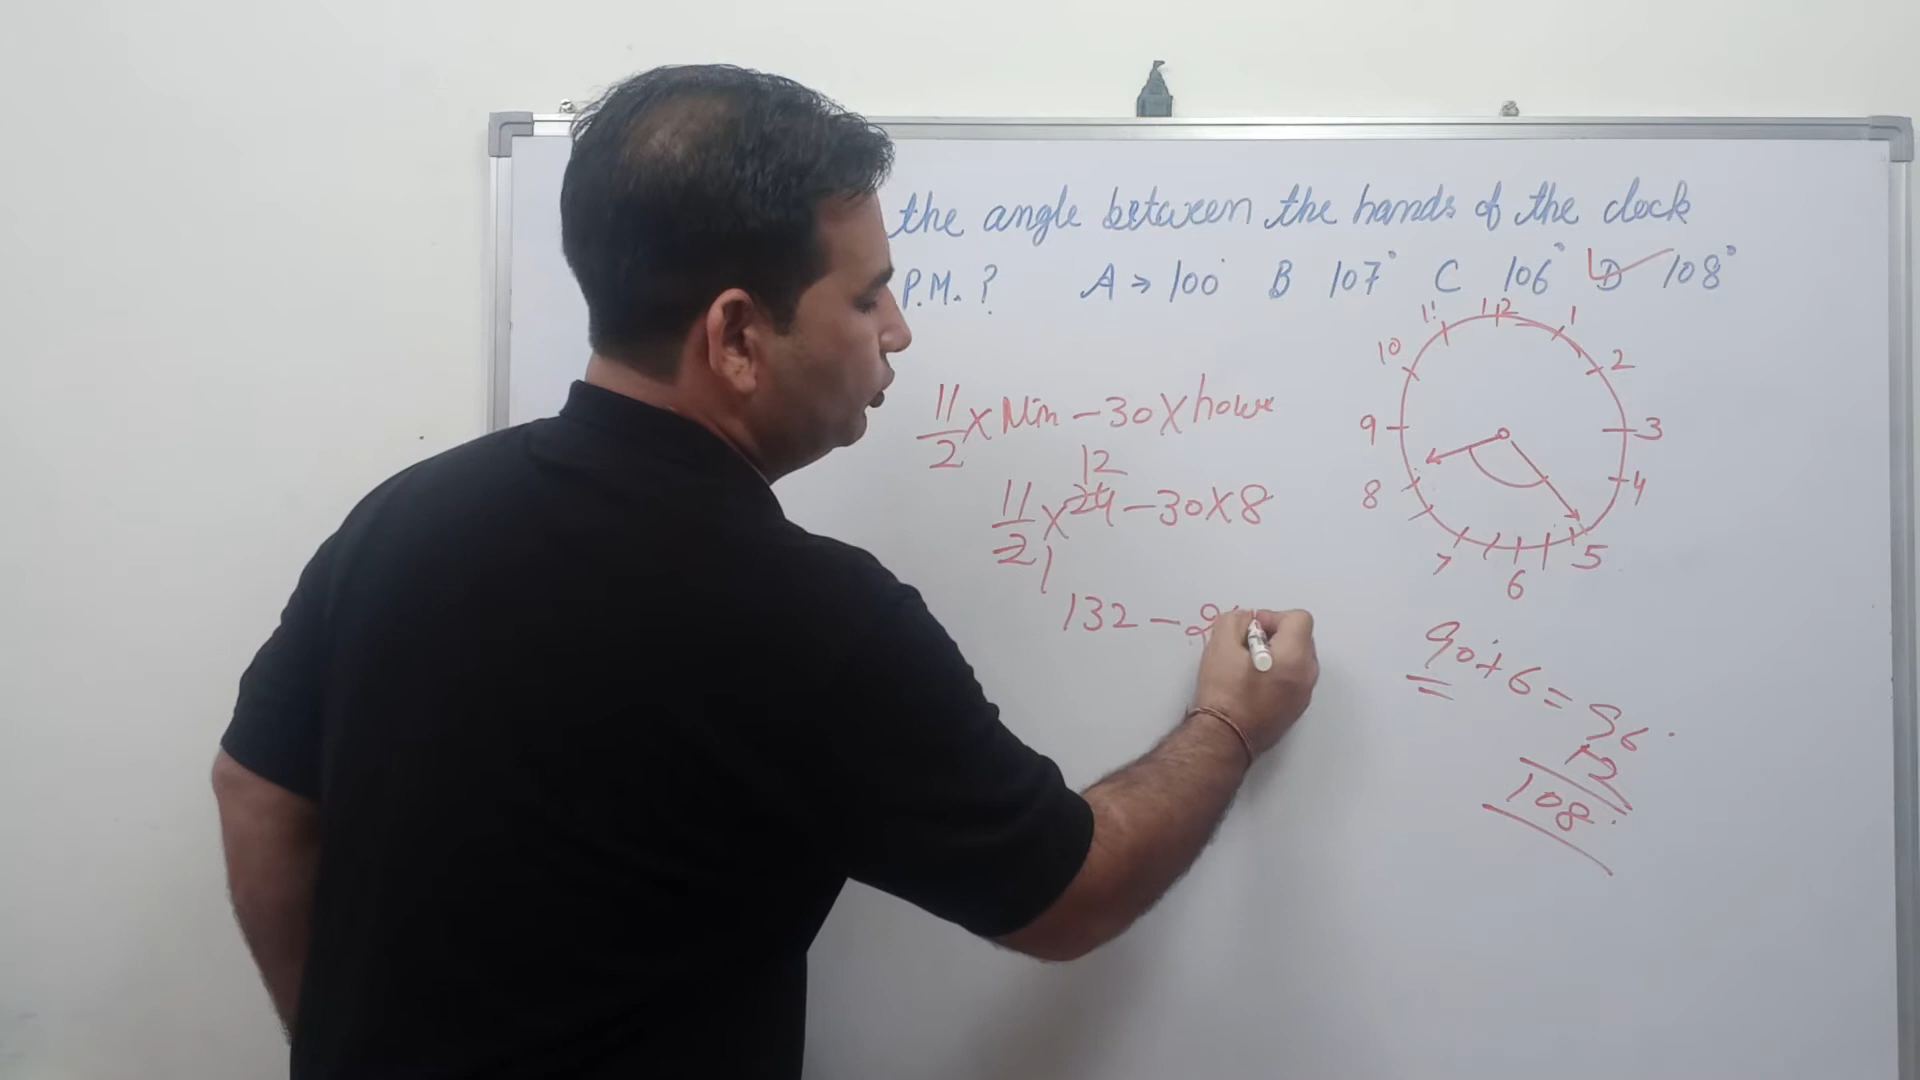 the angle between the hands of the clock
P.M. ? A → 100° B 107° C 106° D 108°
11/2 × Min - 30 × hour
12
11/2 × 24 - 30 × 8
1
132 - 2
12
1
2
3
4
5
6
7
8
9
10
11
90 + 6 = 96
12
108°